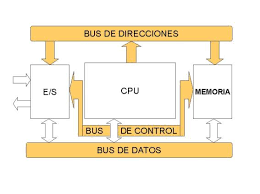 BUS DE DIRECCIONES
E/S
CPU
MEMORIA
BUS DE CONTROL
BUS DE DATOS